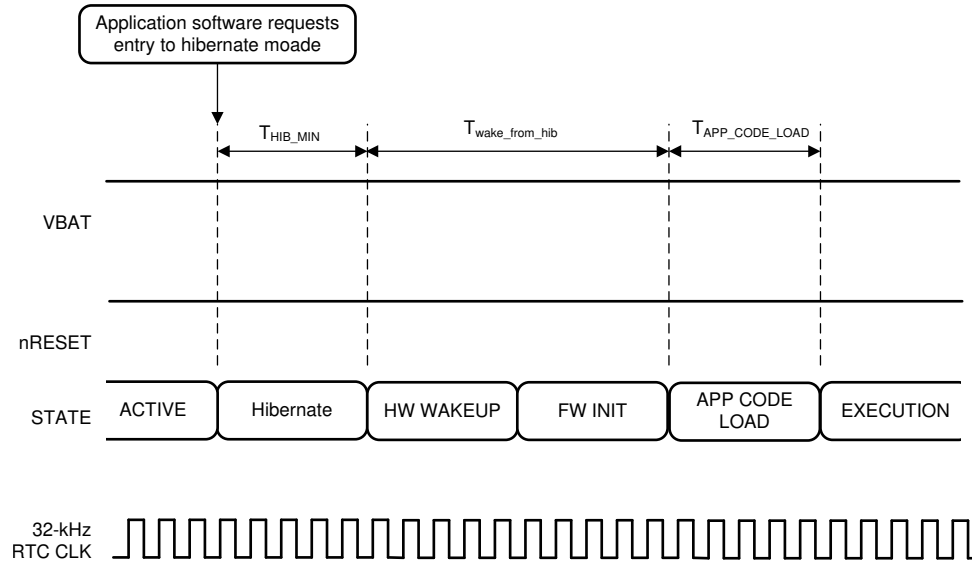 Application software requests
entry to hibernate moade
THIB_MIN
Twake_from_hib
TAPP_CODE_LOAD
VBAT
nRESET
STATE
ACTIVE
Hibernate
HW WAKEUP
FW INIT
APP CODE
LOAD
EXECUTION
32-kHz
RTC CLK